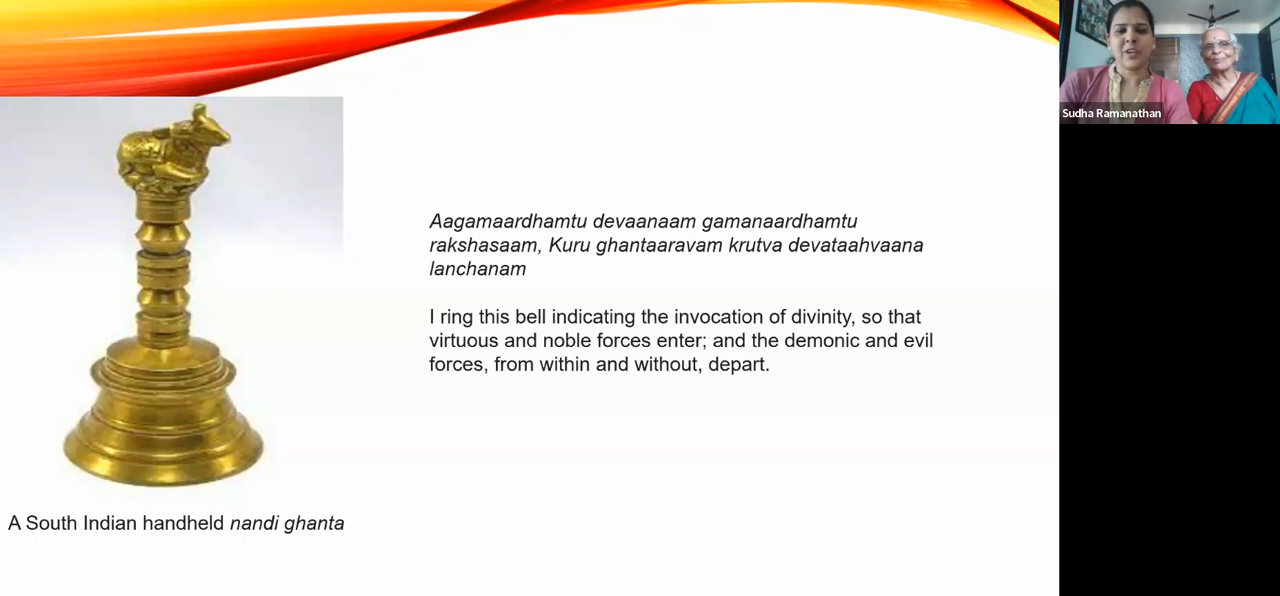 Aagamaardhamtu devaanaam gamanaardhamtu
rakshasaam, Kuru ghantaaravam krutva devataahvaana
lanchanam
I ring this bell indicating the invocation of divinity, so that
virtuous and noble forces enter; and the demonic and evil
forces, from within and without, depart.
A South Indian handheld nandi ghanta
Sudha Ramanathan